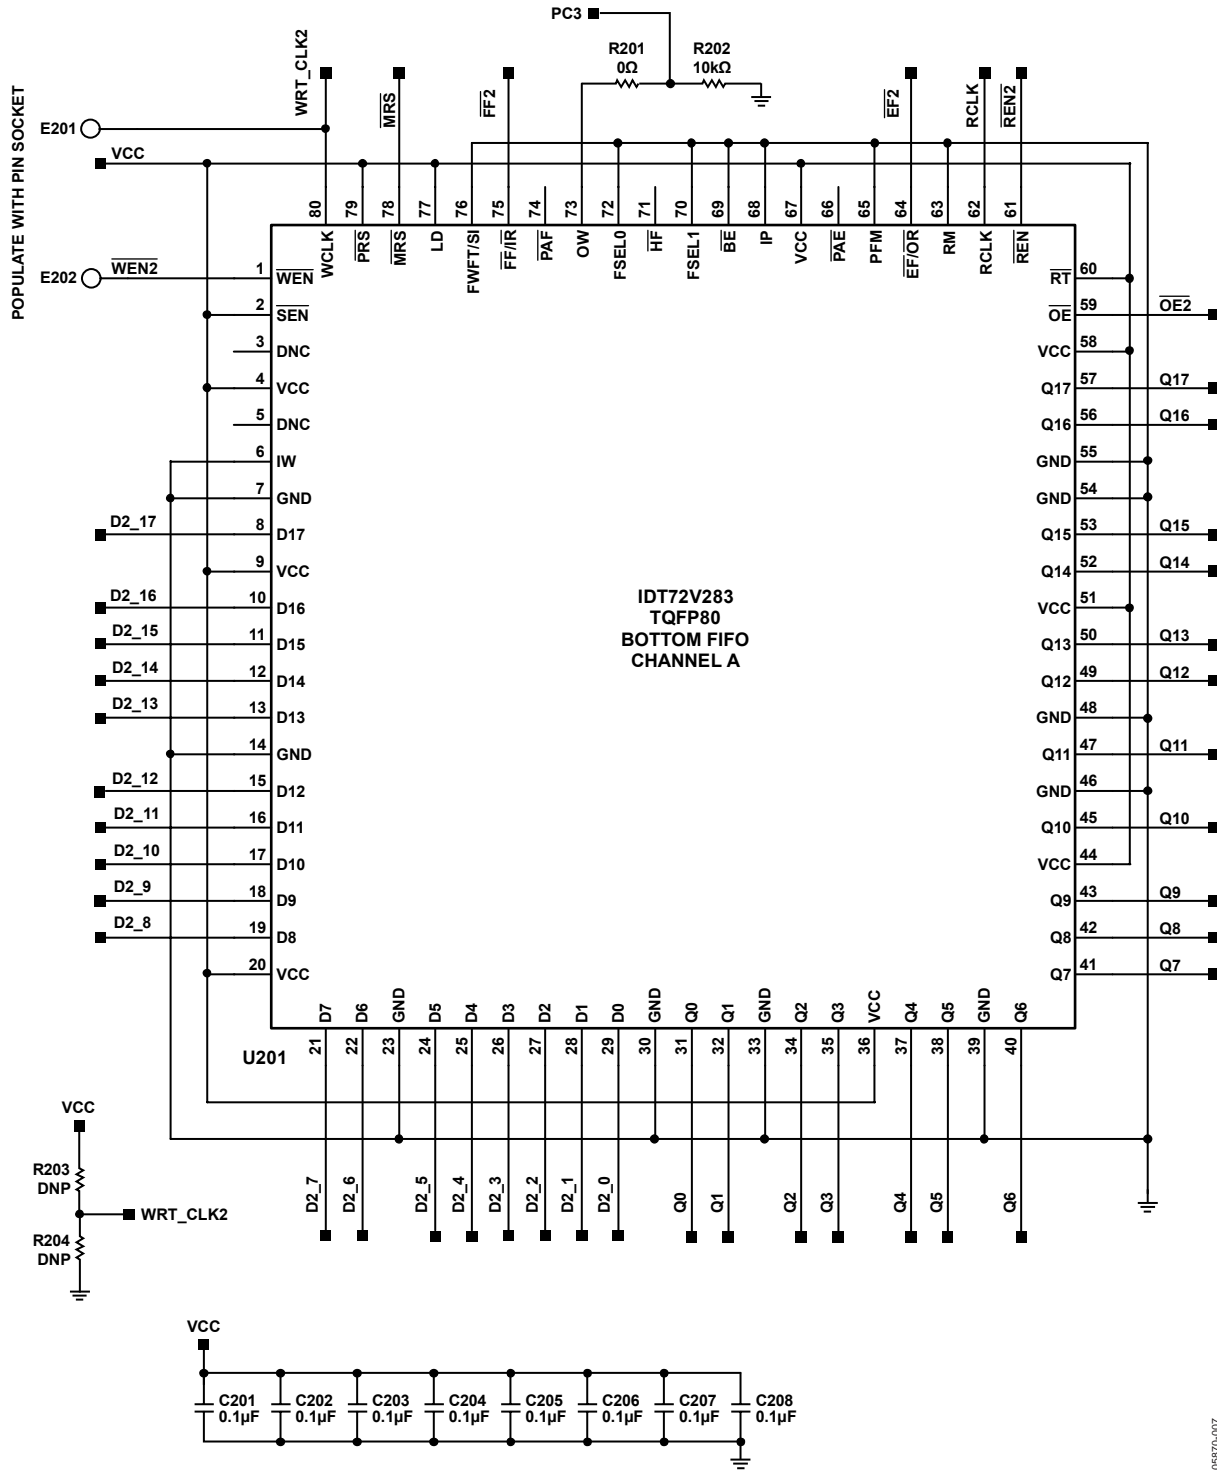 PC3
R201
0Ω
R202
10kΩ
WRT_CLK2
MRS
FF2
EF2
RCLK
REN2
POPULATE WITH PIN SOCKET
E201
VCC
E202
WEN2
80
79
78
77
76
75
74
73
72
71
70
69
68
67
66
65
64
63
62
61
WCLK
PRS
MRS
LD
FWFT/SI
FF/IR
PAF
OW
FSEL0
HF
FSEL1
BE
IP
VCC
PAE
PFM
EF/OR
RM
RCLK
REN
1 WEN
2 SEN
3 DNC
4 VCC
5 DNC
6 IW
7 GND
D2_17 8 D17
9 VCC
D2_16 10 D16
D2_15 11 D15
D2_14 12 D14
D2_13 13 D13
14 GND
D2_12 15 D12
D2_11 16 D11
D2_10 17 D10
D2_9 18 D9
D2_8 19 D8
20 VCC
IDT72V283
TQFP80
BOTTOM FIFO
CHANNEL A
RT 60
OE 59 OE2
VCC 58
Q17 57 Q17
Q16 56 Q16
GND 55
GND 54
Q15 53 Q15
Q14 52 Q14
VCC 51
Q13 50 Q13
Q12 49 Q12
GND 48
Q11 47 Q11
GND 46
Q10 45 Q10
VCC 44
Q9 43 Q9
Q8 42 Q8
Q7 41 Q7
D7
D6
GND
D5
D4
D3
D2
D1
D0
GND
Q0
Q1
GND
Q2
Q3
VCC
Q4
Q5
GND
Q6
U201
21
22
23
24
25
26
27
28
29
30
31
32
33
34
35
36
37
38
39
40
D2_7
D2_6
D2_5
D2_4
D2_3
D2_2
D2_1
D2_0
Q0
Q1
Q2
Q3
Q4
Q5
Q6
VCC
R203
DNP
WRT_CLK2
R204
DNP
VCC
C201
0.1µF
C202
0.1µF
C203
0.1µF
C204
0.1µF
C205
0.1µF
C206
0.1µF
C207
0.1µF
C208
0.1µF
05870-007